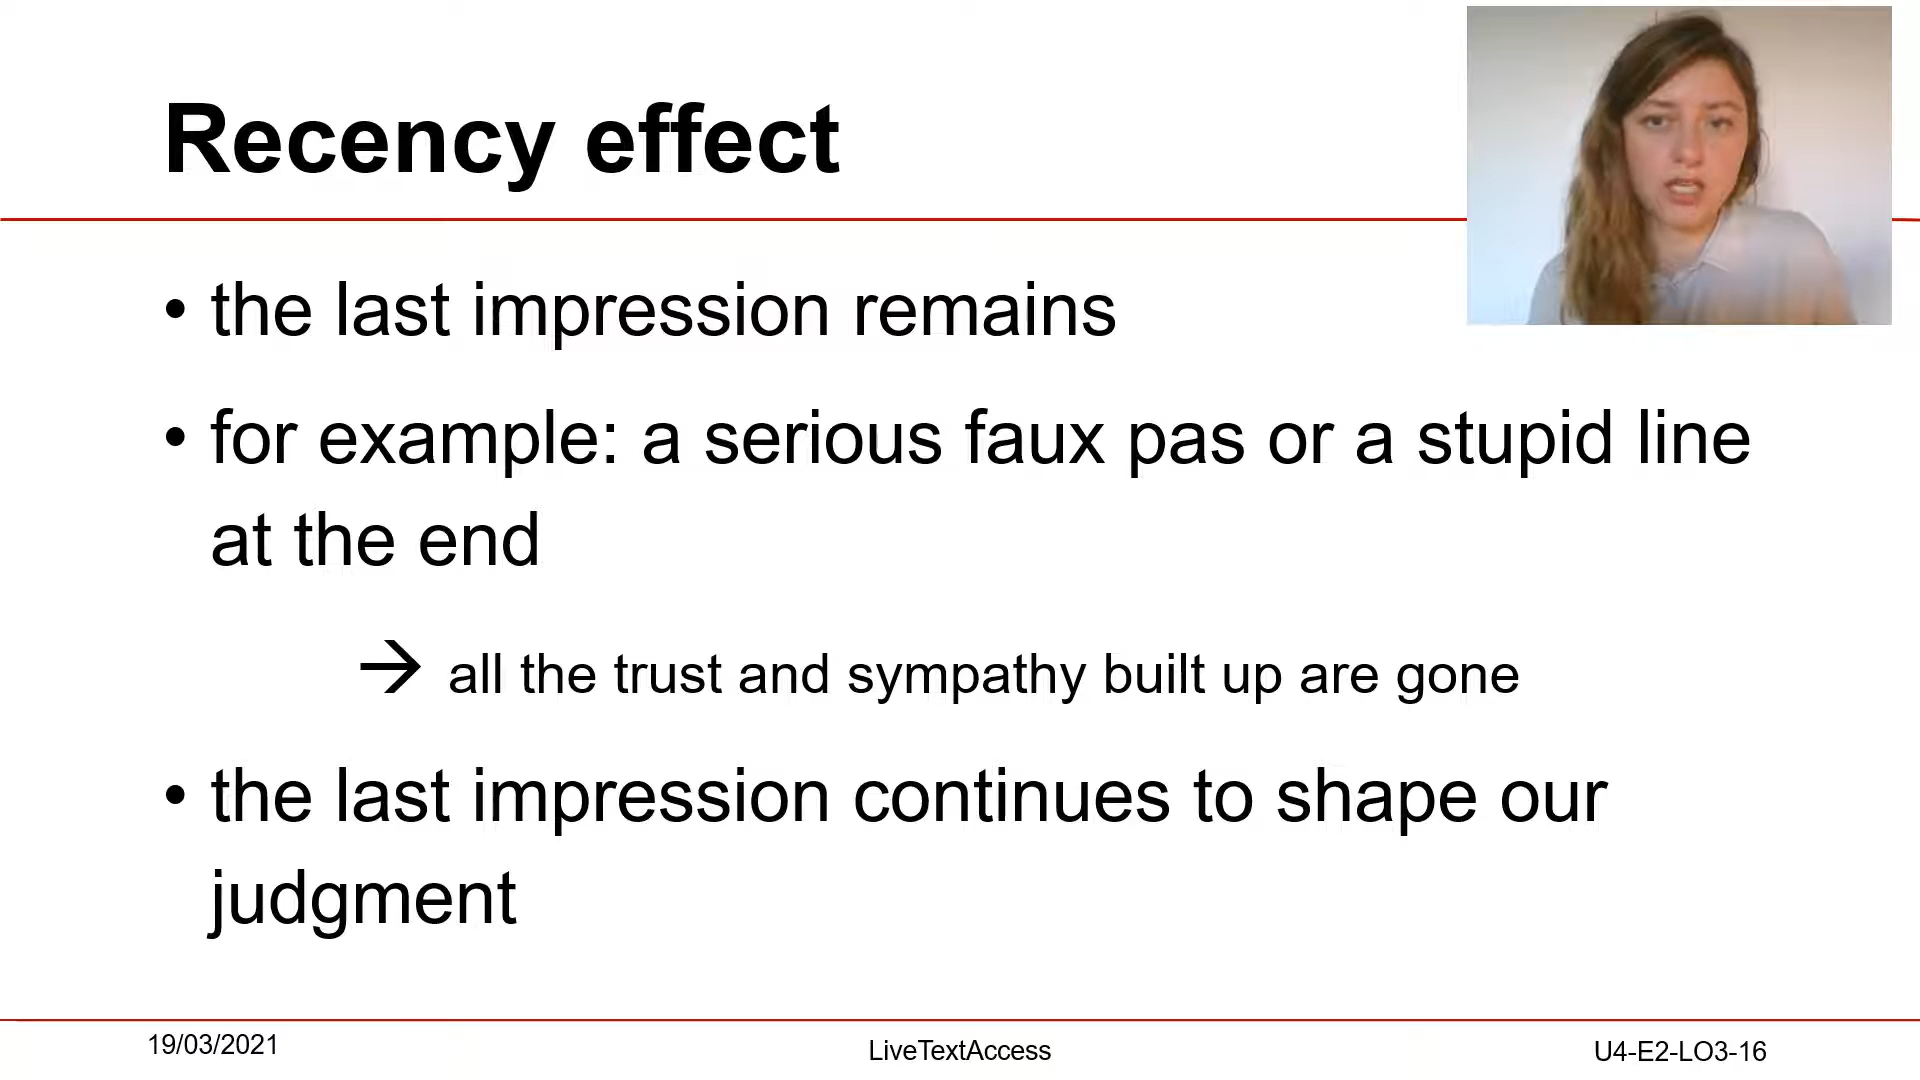 Recency effect
• the last impression remains
• for example: a serious faux pas or a stupid line
at the end
→ all the trust and sympathy built up are gone
• the last impression continues to shape our
judgment
19/03/2021
LiveTextAccess
U4-E2-LO3-16